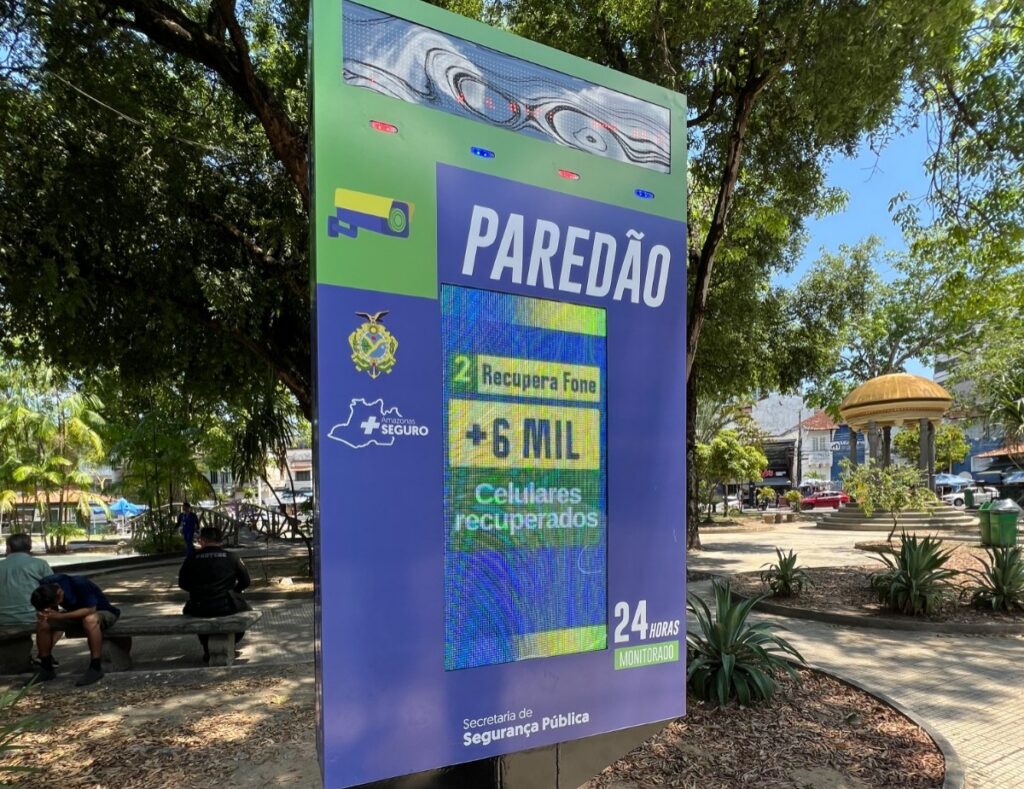 PAREDÃO
2 Recupera Fone
+6 MIL
Celulares
recuperados
Amazonas
SEGURO
24 HORAS
MONITORADO
Secretaria de
Segurança Pública